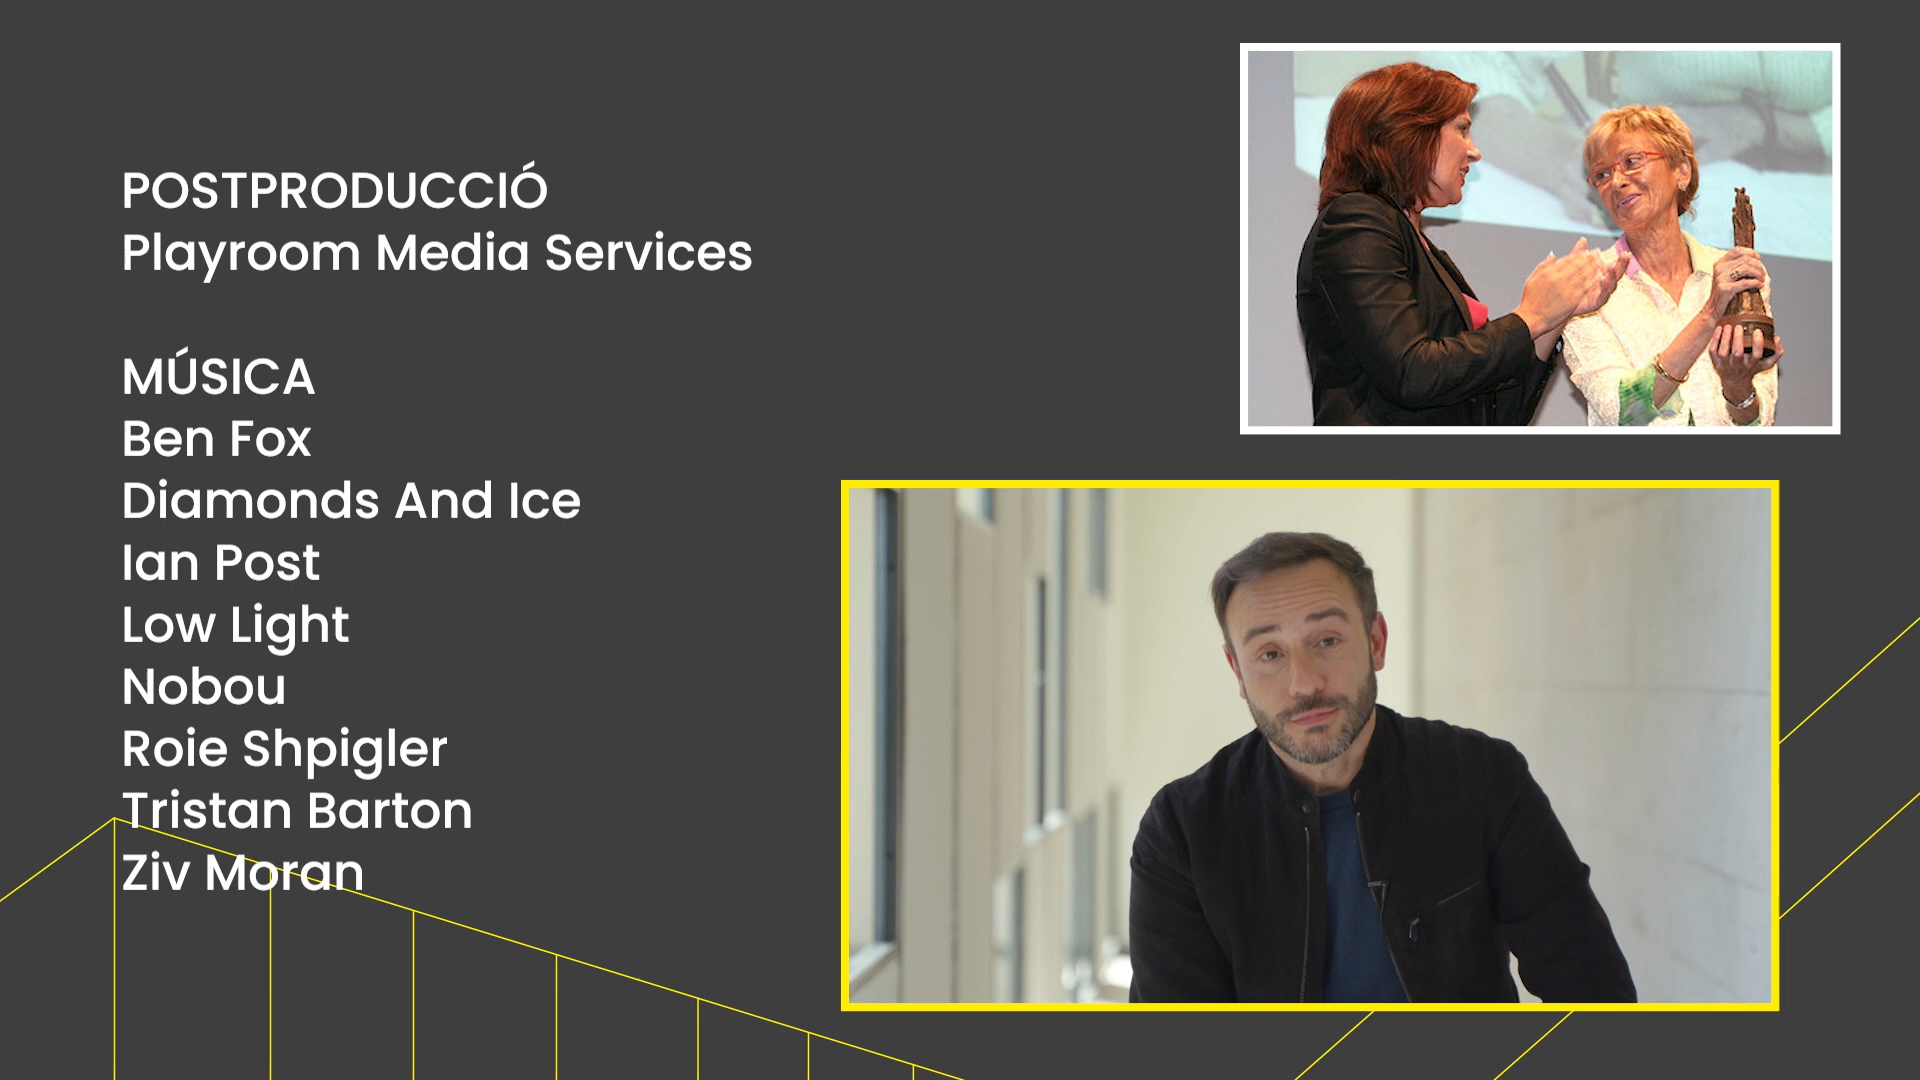 POSTPRODUCCIÓ
Playroom Media Services
MÚSICA
Ben Fox
Diamonds And Ice
Ian Post
Low Light
Nobou
Roie Shpigler
Tristan Barton
Ziv Moran